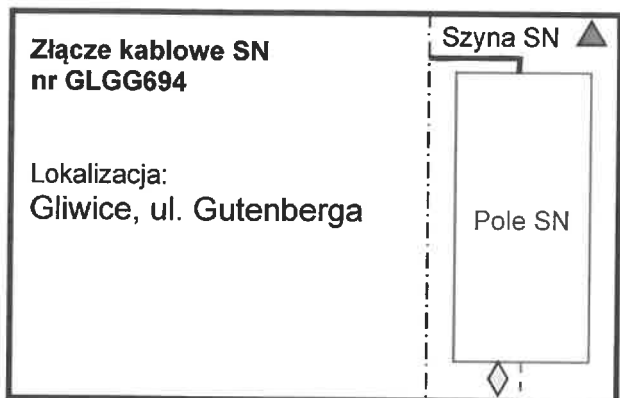 Złącze kablowe SN
nr GLGG694
Lokalizacja:
Gliwice, ul. Gutenberga
Szyna SN
Pole SN